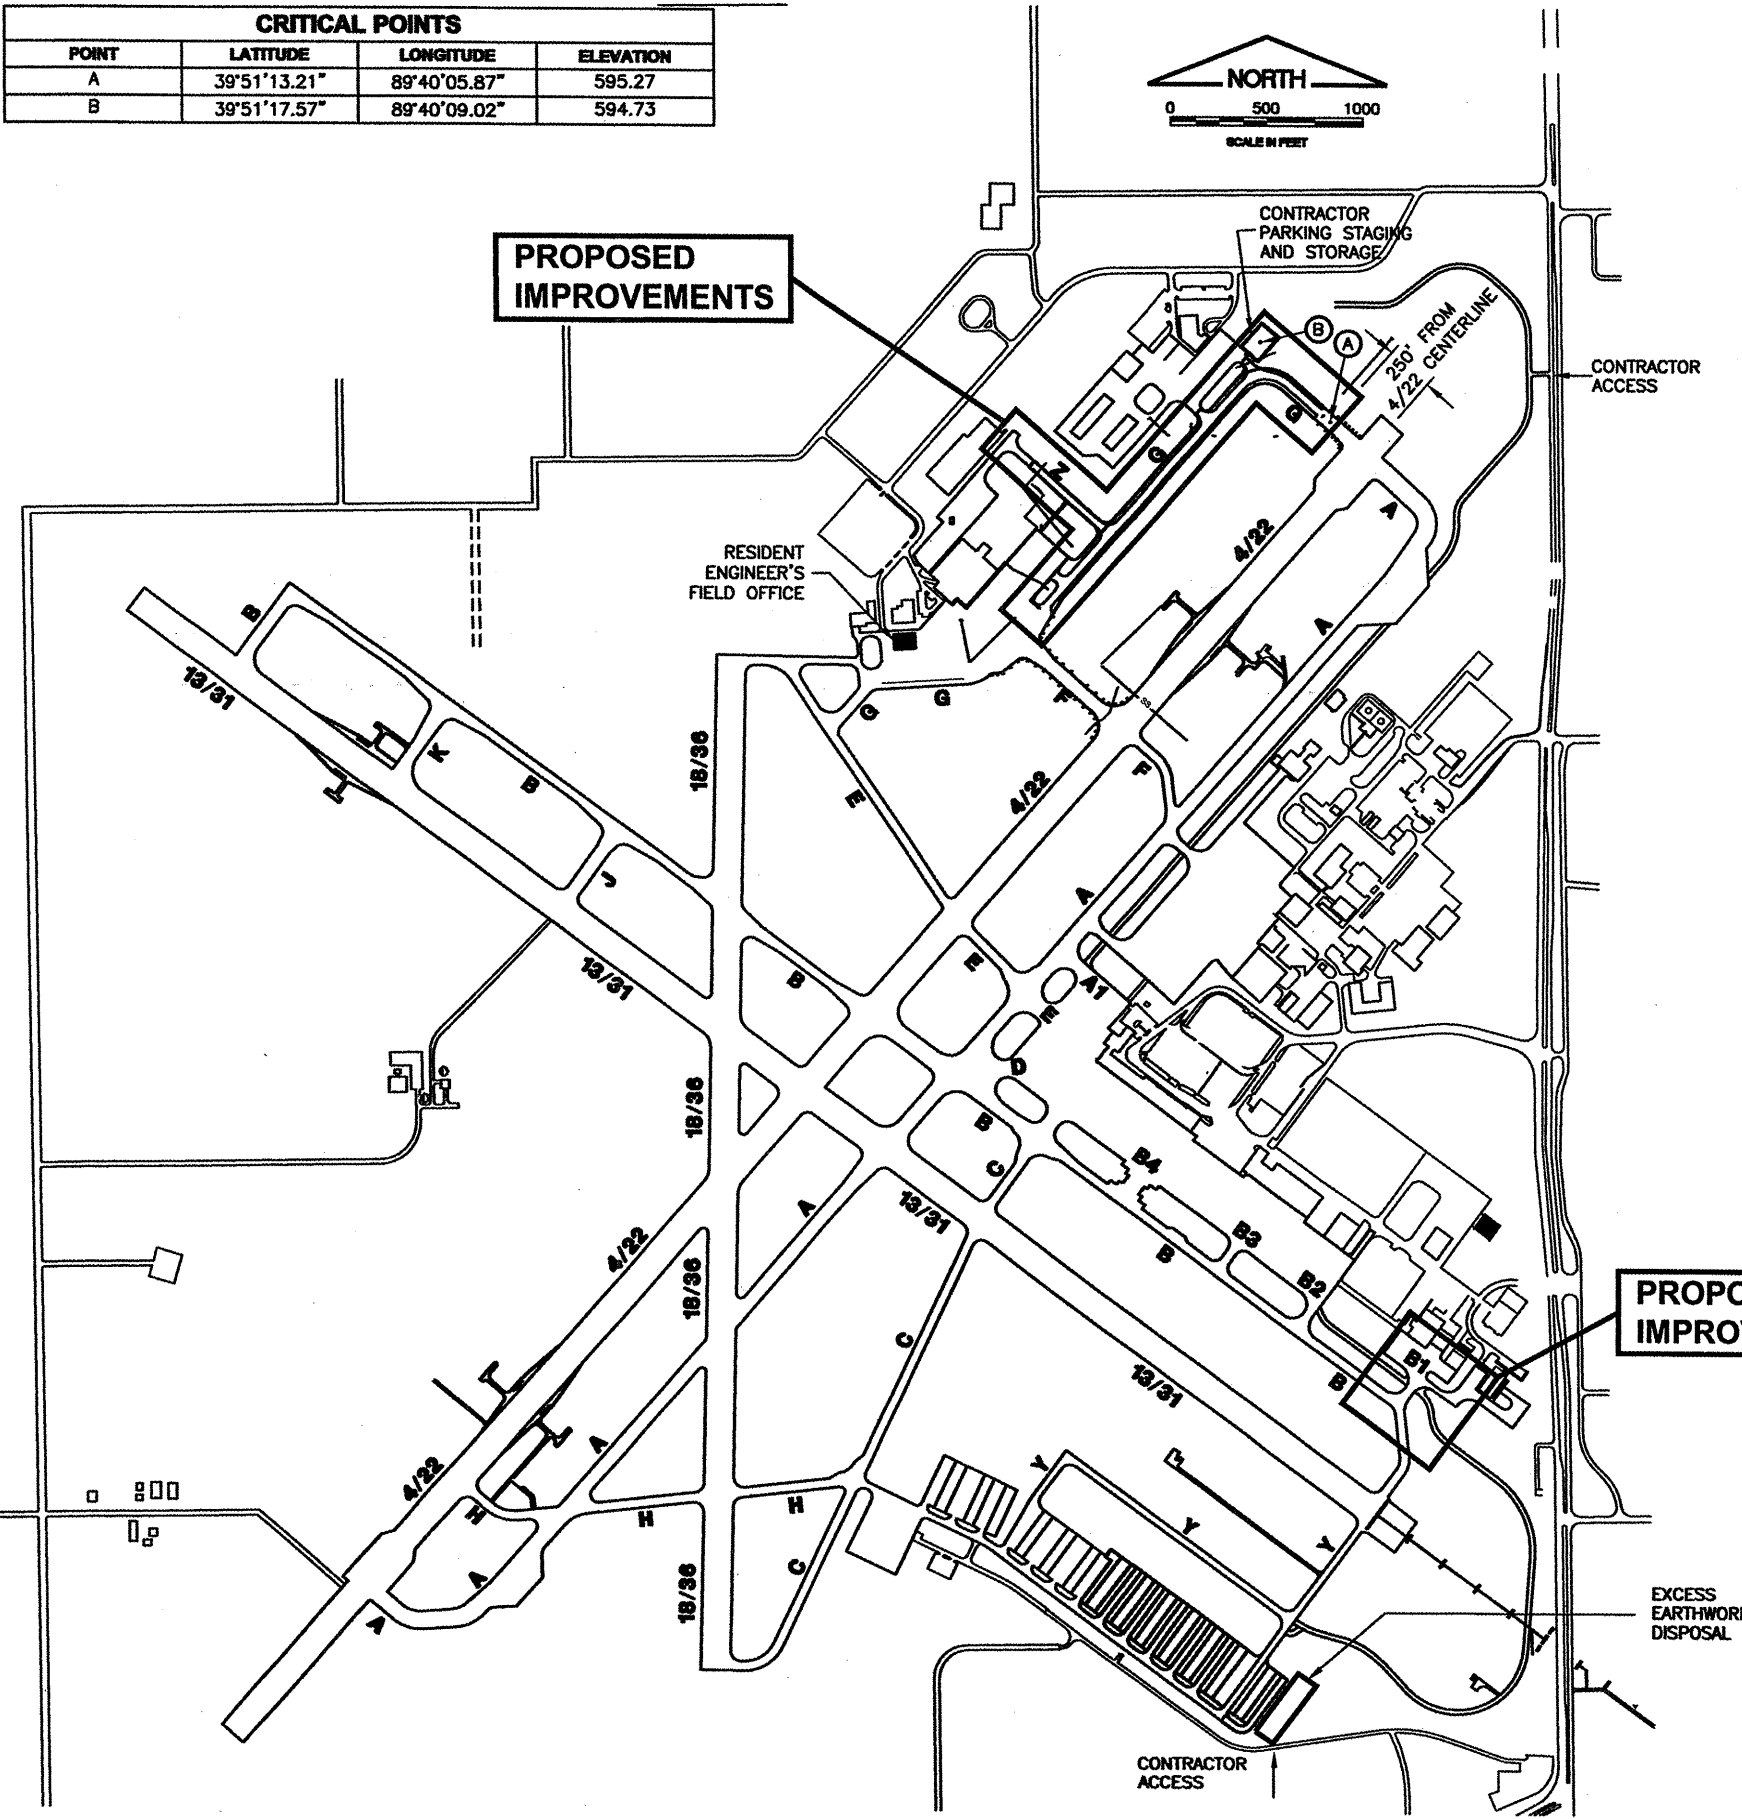 CRITICAL POINTS
POINT LATITUDE LONGITUDE ELEVATION
A 39°51'13.21" 89°40'05.87" 595.27
B 39°51'17.57" 89°40'09.02" 594.73
NORTH
0 500 1000
SCALE IN FEET
CONTRACTOR
PARKING STAGING
AND STORAGE
PROPOSED
IMPROVEMENTS
B
A
250' FROM
4/22 CENTERLINE
CONTRACTOR
ACCESS
G
G
Z
A
4/22
RESIDENT
ENGINEER'S
FIELD OFFICE
B
A
13/31
F
G
G
18/36
K
B
E
4/22
F
J
A
13/31
B
E
A1
E
D
18/36
B
B4
C
A
13/31
4/22
B3
B
B2
18/36
PROPO
IMPRO
C
B1
B
13/31
A
4/22
Y
H
H
H
Y
Y
C
A
18/36
A
EXCESS
EARTHWOR
DISPOSAL
CONTRACTOR
ACCESS